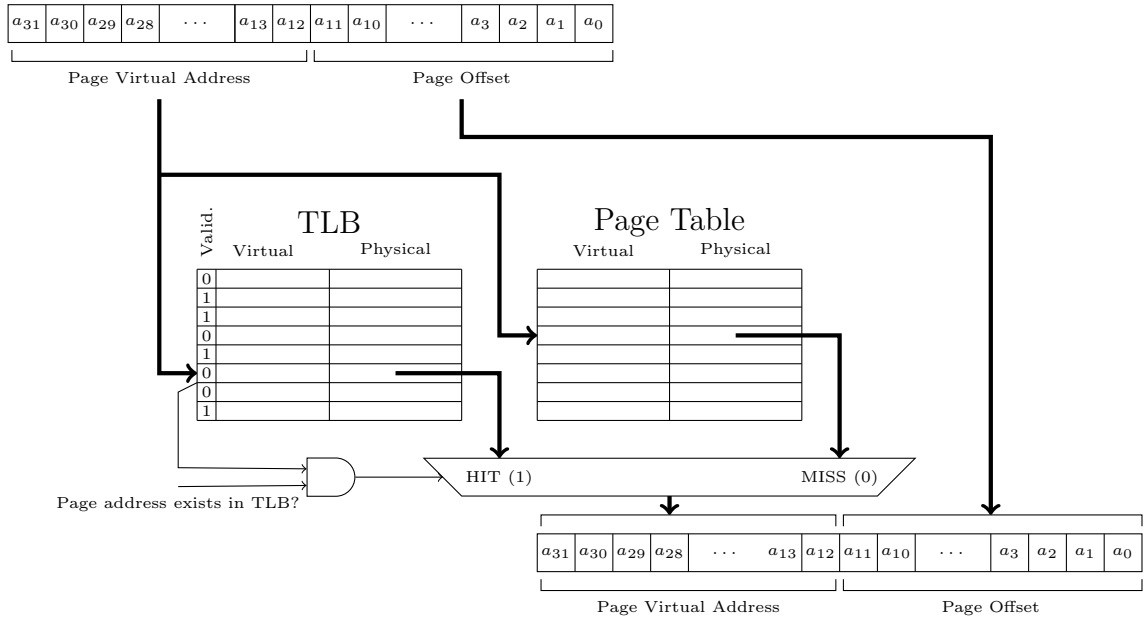 a31 a30 a29 a28 ... a13 a12 a11 a10 ... a3 a2 a1 a0
Page Virtual Address Page Offset
TLB Page Table
Valid. Virtual Physical Virtual Physical
0
1
1
0
1
0
0
1
HIT (1) MISS (0)
Page address exists in TLB?
a31 a30 a29 a28 ... a13 a12 a11 a10 ... a3 a2 a1 a0
Page Virtual Address Page Offset